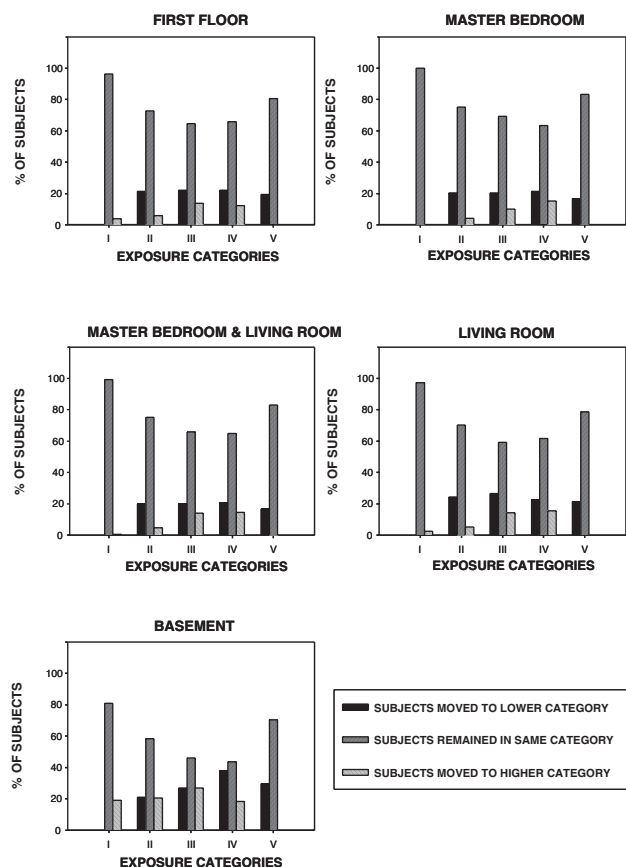 FIRST FLOOR
% OF SUBJECTS
100
80
60
40
20
0
I II III IV V
EXPOSURE CATEGORIES
MASTER BEDROOM
% OF SUBJECTS
100
80
60
40
20
0
I II III IV V
EXPOSURE CATEGORIES
MASTER BEDROOM & LIVING ROOM
% OF SUBJECTS
100
80
60
40
20
0
I II III IV V
EXPOSURE CATEGORIES
LIVING ROOM
% OF SUBJECTS
100
80
60
40
20
0
I II III IV V
EXPOSURE CATEGORIES
BASEMENT
% OF SUBJECTS
100
80
60
40
20
0
I II III IV V
EXPOSURE CATEGORIES
SUBJECTS MOVED TO LOWER CATEGORY
SUBJECTS REMAINED IN SAME CATEGORY
SUBJECTS MOVED TO HIGHER CATEGORY